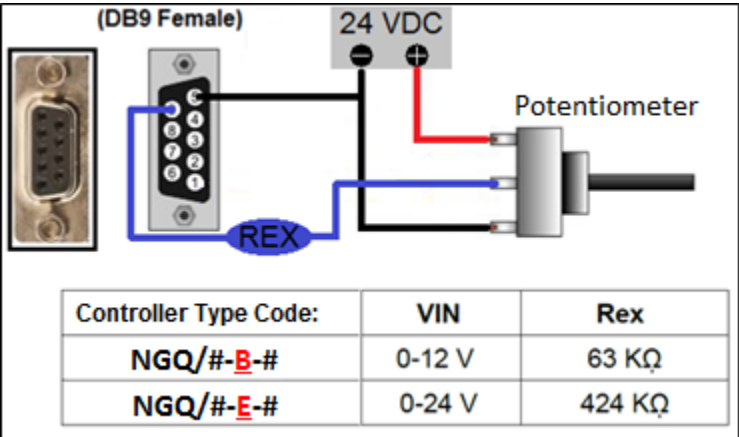 (DB9 Female)
24 VDC
Potentiometer
5
4
8
3
7
2
6
1
REX
Controller Type Code: VIN Rex
NGQ/#-B-# 0-12 V 63 KΩ
NGQ/#-E-# 0-24 V 424 KΩ